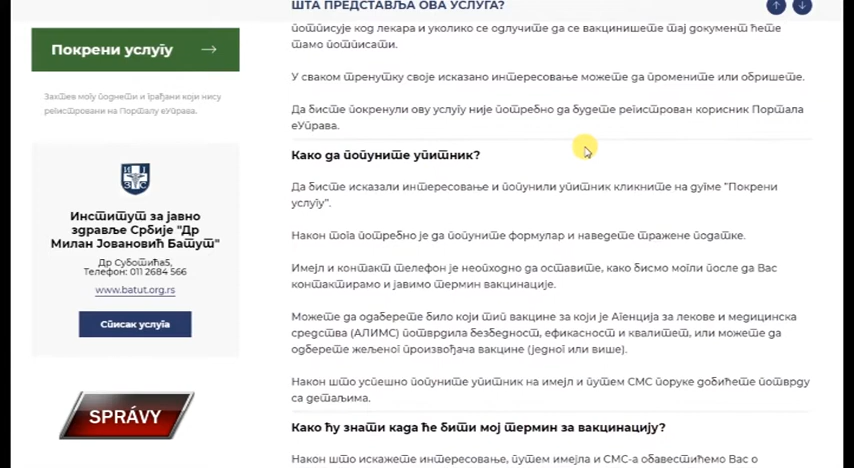 ШТА ПРЕДСТАВЉА ОВА УСЛУГА?
потписује код лекара и уколико се одлучите да се вакцинишете тај документ ћете
тамо потписати.
Покрени услугу
У сваком тренутку своје исказано интересовање можете да промените или обришете.
Захтев могу поднети и грађани који нису
регистровани на Порталу еУправа.
Да бисте покренули ову услугу није потребно да будете регистрован корисник Портала
еУправа.
Како да попуните упитник?
Да бисте исказали интересовање и попунили упитник кликните на дугме "Покрени
услугу".
Институт за јавно
здравље Србије "Др
Милан Јовановић Батут"
Др Суботића5,
Телефон: 011 2684 566
www.batut.org.rs
Списак услуга
Након тога потребно је да попуните формулар и наведете тражене податке.
Имејл и контакт телефон је неопходно да оставите, како бисмо могли после да Вас
контактирамо и јавимо термин вакцинације.
Можете да одаберете било који тип вакцине за који је Агенција за лекове и медицинска
средства (АЛИМС) потврдила безбедност, ефикасност и квалитет, или можете да
одберете жељеног произвођача вакцине (једног или више).
Након што успешно попуните упитник на имејл и путем СМС поруке добићете потврду
са детаљима.
SPRÁVY
Како ћу знати када ће бити мој термин за вакцинацију?
Након што искажете интересовање, путем имејла и СМС-а обавестићемо Вас о